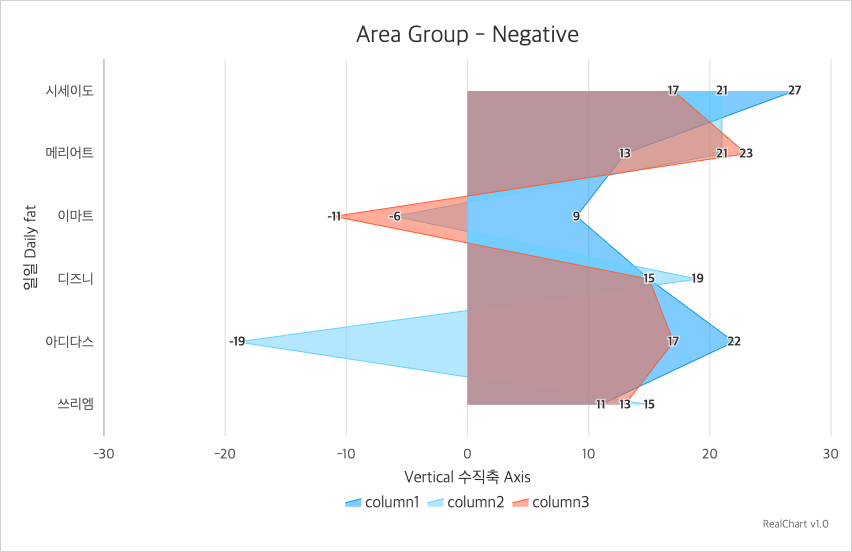 Area Group - Negative
일일 Daily fat
시세이도
17 21 27
메리어트
13 21 23
이마트
-11 -6 9
디즈니
15 19
아디다스
-19 17 22
쓰리엠
11 13 15
-30 -20 -10 0 10 20 30
Vertical 수직축 Axis
column1 column2 column3
RealChart v1.0